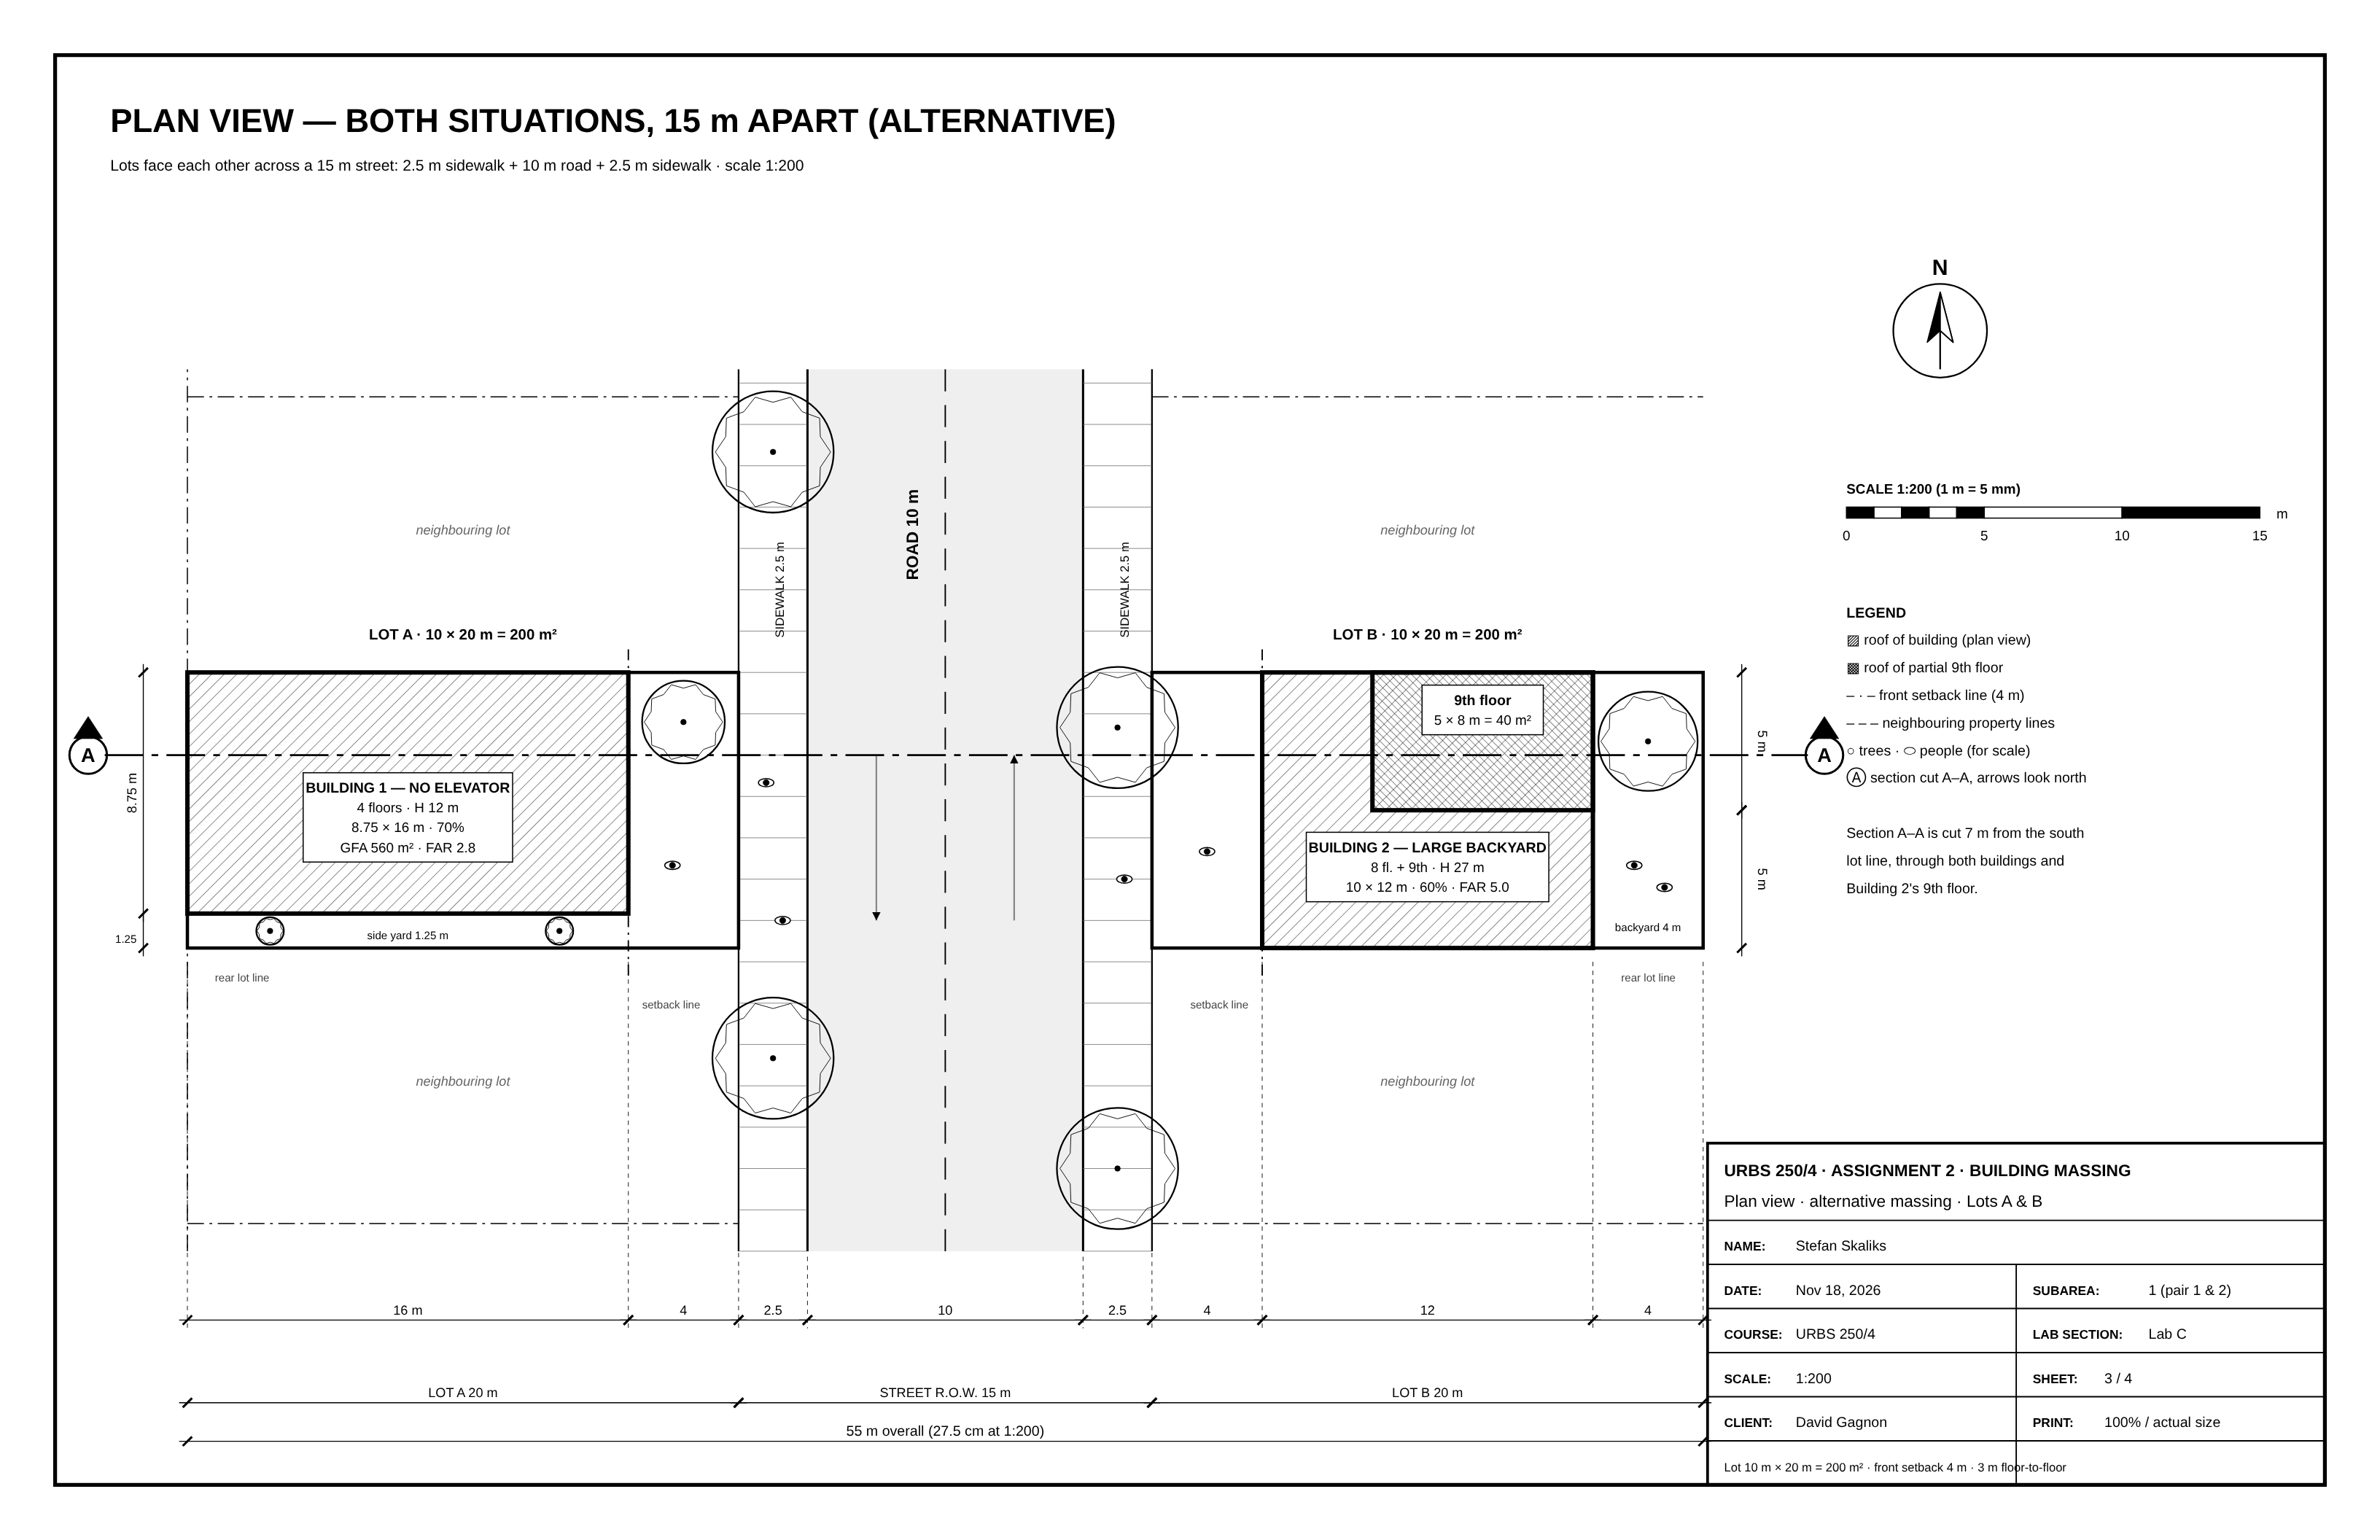 PLAN VIEW — BOTH SITUATIONS, 15 m APART (ALTERNATIVE)
Lots face each other across a 15 m street: 2.5 m sidewalk + 10 m road + 2.5 m sidewalk · scale 1:200
N
SCALE 1:200 (1 m = 5 mm)
m
0 5 10 15
neighbouring lot
ROAD 10 m
SIDEWALK 2.5 m
SIDEWALK 2.5 m
neighbouring lot
LOT A · 10 × 20 m = 200 m²
LOT B · 10 × 20 m = 200 m²
LEGEND
▨ roof of building (plan view)
▩ roof of partial 9th floor
– · – front setback line (4 m)
– – – neighbouring property lines
○ trees · ⬭ people (for scale)
Ⓐ section cut A–A, arrows look north
Section A–A is cut 7 m from the south
lot line, through both buildings and
Building 2's 9th floor.
A
8.75 m
1.25
BUILDING 1 — NO ELEVATOR
4 floors · H 12 m
8.75 × 16 m · 70%
GFA 560 m² · FAR 2.8
side yard 1.25 m
9th floor
5 × 8 m = 40 m²
BUILDING 2 — LARGE BACKYARD
8 fl. + 9th · H 27 m
10 × 12 m · 60% · FAR 5.0
backyard 4 m
5 m
5 m
A
rear lot line
setback line
setback line
rear lot line
neighbouring lot
neighbouring lot
16 m 4 2.5 10 2.5 4 12 4
LOT A 20 m STREET R.O.W. 15 m LOT B 20 m
55 m overall (27.5 cm at 1:200)
URBS 250/4 · ASSIGNMENT 2 · BUILDING MASSING
Plan view · alternative massing · Lots A & B
NAME: Stefan Skaliks
DATE: Nov 18, 2026 SUBAREA: 1 (pair 1 & 2)
COURSE: URBS 250/4 LAB SECTION: Lab C
SCALE: 1:200 SHEET: 3 / 4
CLIENT: David Gagnon PRINT: 100% / actual size
Lot 10 m × 20 m = 200 m² · front setback 4 m · 3 m floor-to-floor